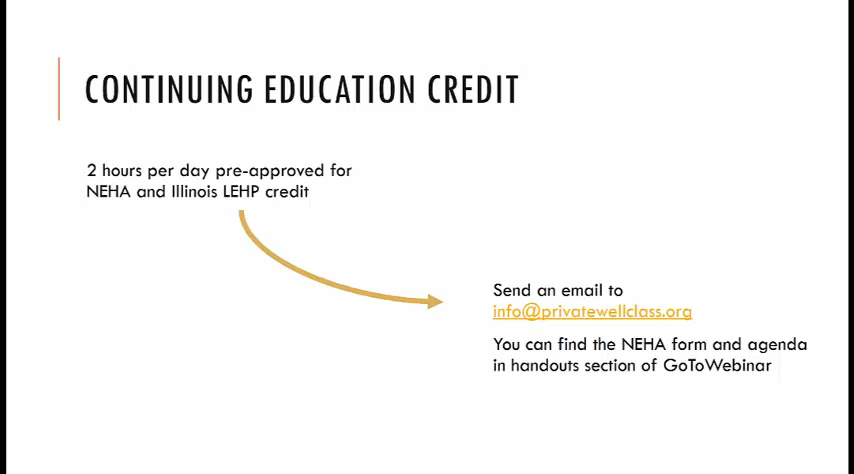 CONTINUING EDUCATION CREDIT
2 hours per day pre-approved for
NEHA and Illinois LEHP credit
Send an email to
info@privatewellclass.org
You can find the NEHA form and agenda
in handouts section of GoToWebinar